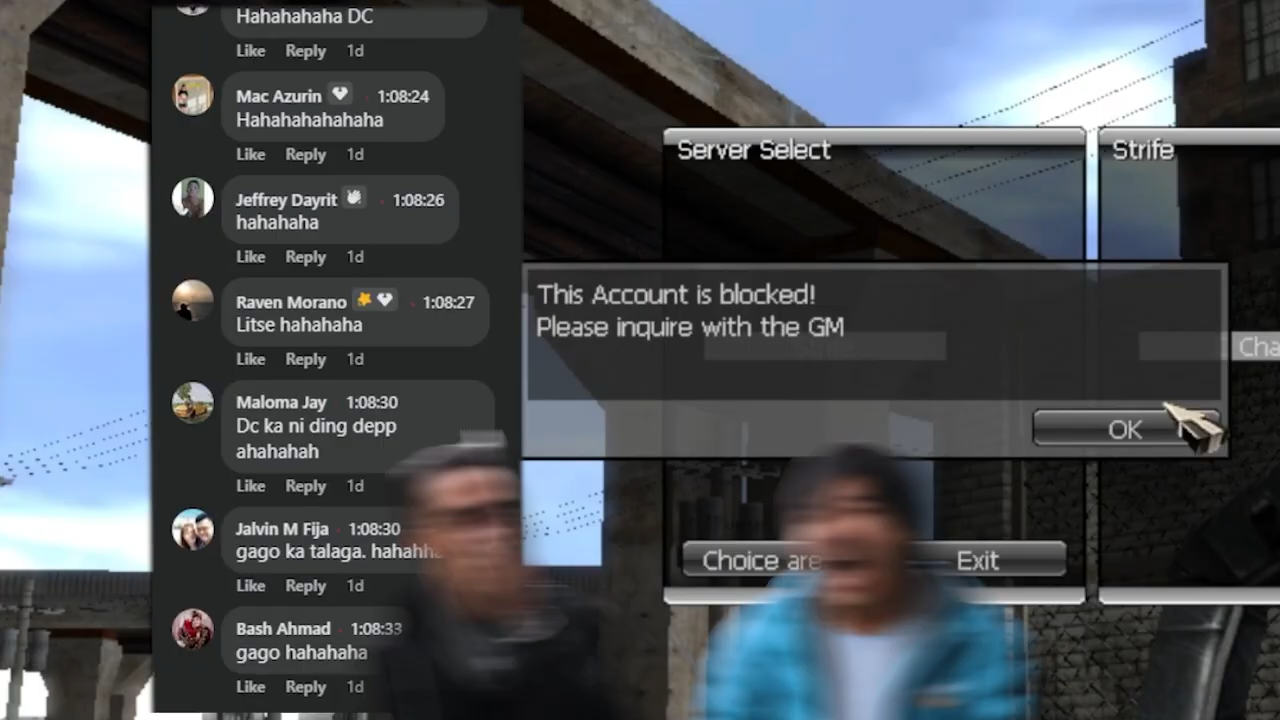 Hahahahaha DC
Like Reply 1d
Mac Azurin 1:08:24
Hahahahahahaha
Like Reply 1d
Jeffrey Dayrit 1:08:26
hahahaha
Like Reply 1d
Raven Morano 1:08:27
Litse hahahaha
Like Reply 1d
Maloma Jay 1:08:30
Dc ka ni ding depp
ahahahah
Like Reply 1d
Jalvin M Fija 1:08:30
gago ka talaga. hahahha
Like Reply 1d
Bash Ahmad 1:08:33
gago hahahaha
Like Reply 1d
Server Select
Strife
This Account is blocked!
Please inquire with the GM
OK
Choice are
Exit